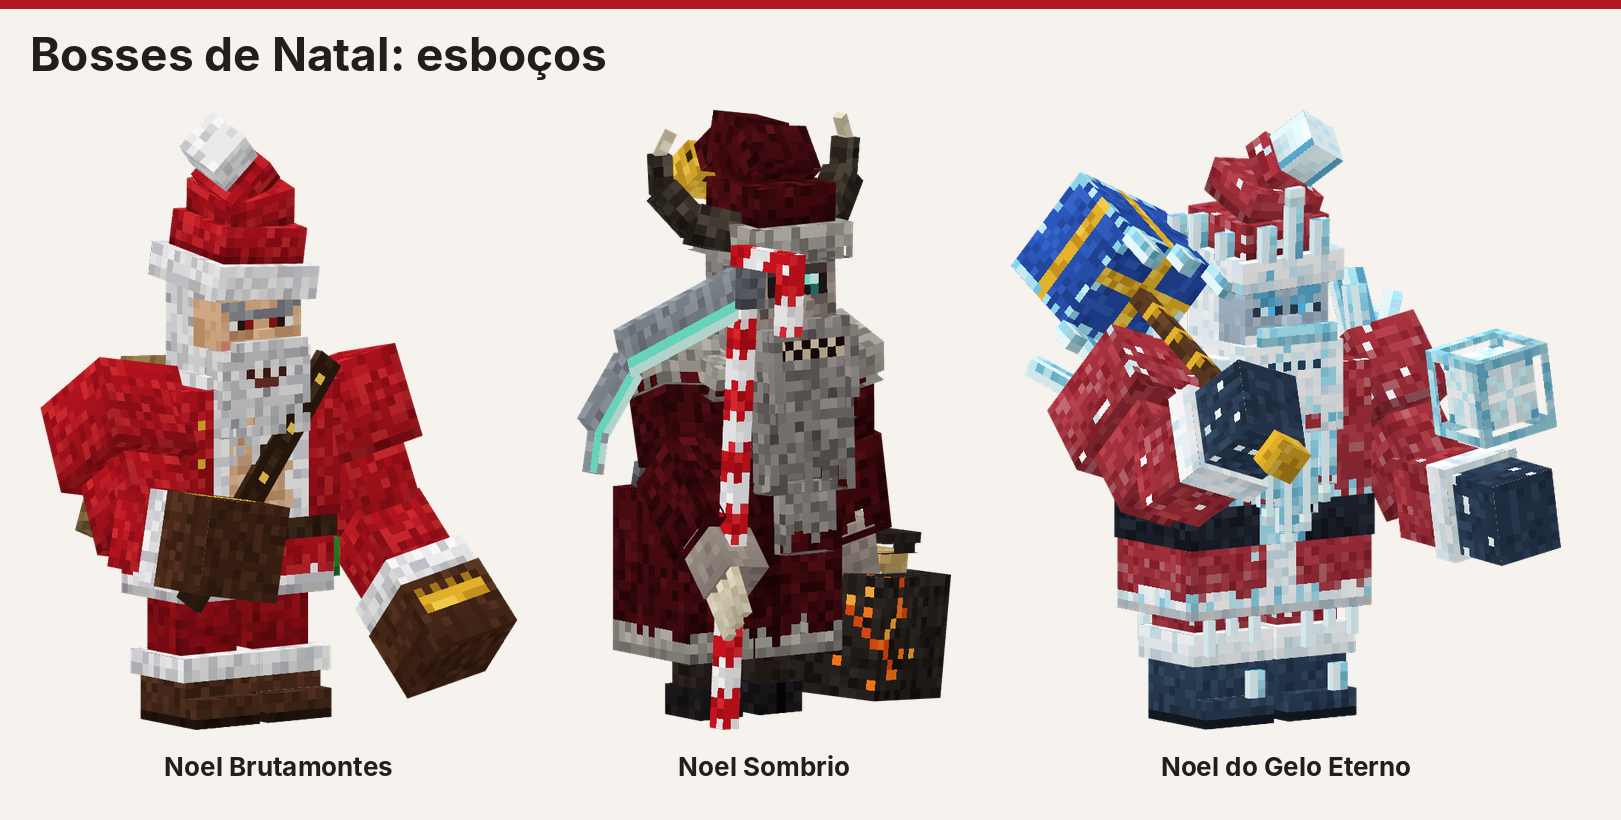 Bosses de Natal: esboços
Noel Brutamontes
Noel Sombrio
Noel do Gelo Eterno